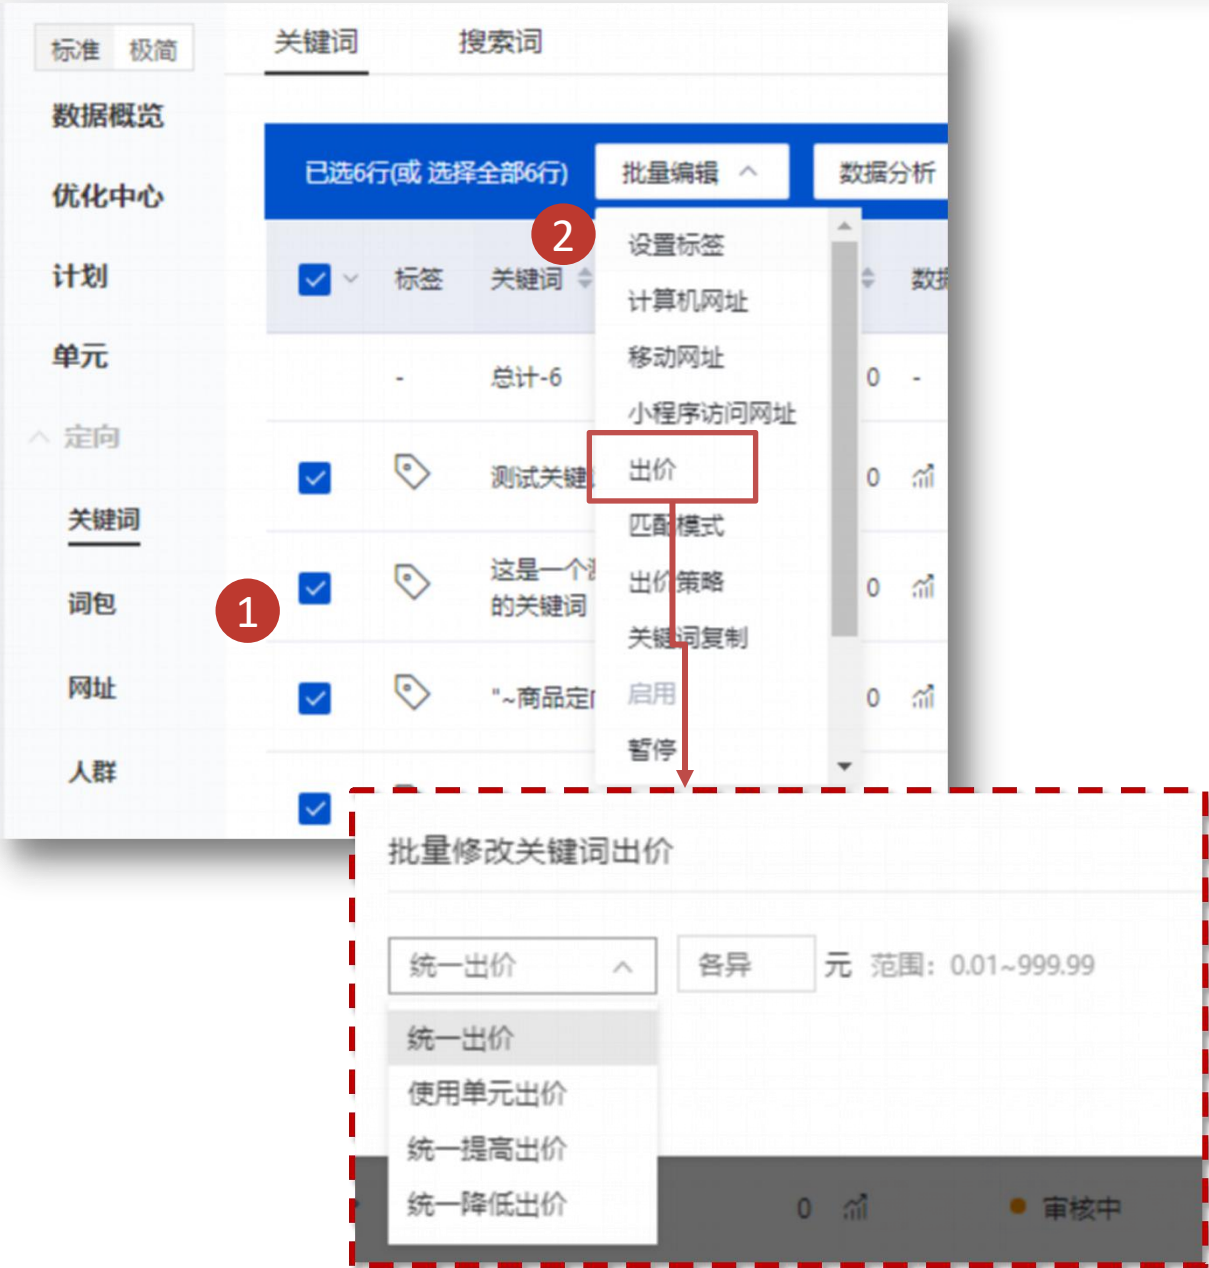 标准 极简
关键词 搜索词
数据概览
优化中心
计划
单元
定向
关键词
词包
网址
人群
已选6行(或 选择全部6行) 批量编辑 数据分析
2
标签 关键词
总计-6 0 -
测试关键 0
这是一个
的关键词 0
1
"~商品定 0
设置标签
计算机网址
移动网址
小程序访问网址
出价
匹配模式
出价策略
关键词复制
启用
暂停
批量修改关键词出价
统一出价 各异 元 范围：0.01~999.99
统一出价
使用单元出价
统一提高出价
统一降低出价
0 审核中